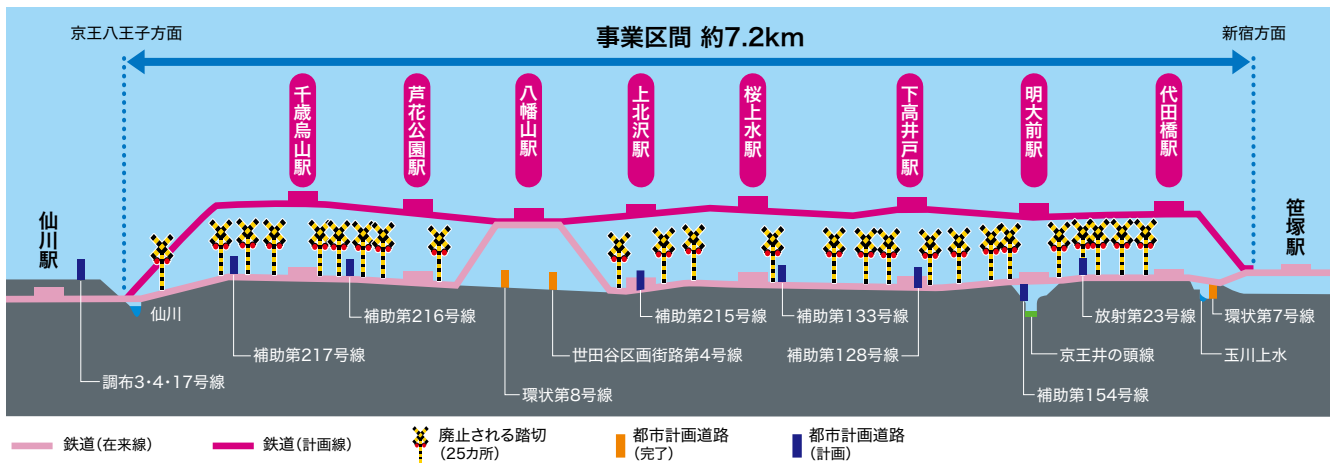 京王八王子方面
事業区間 約7.2km
新宿方面
千歳烏山駅
芦花公園駅
八幡山駅
上北沢駅
桜上水駅
下高井戸駅
明大前駅
代田橋駅
仙川駅
笹塚駅
仙川
補助第216号線
補助第215号線
補助第133号線
放射第23号線
環状第7号線
補助第217号線
世田谷区画街路第4号線
補助第128号線
京王井の頭線
玉川上水
調布3・4・17号線
環状第8号線
補助第154号線
鉄道(在来線)
鉄道(計画線)
廃止される踏切
(25カ所)
都市計画道路
(完了)
都市計画道路
(計画)